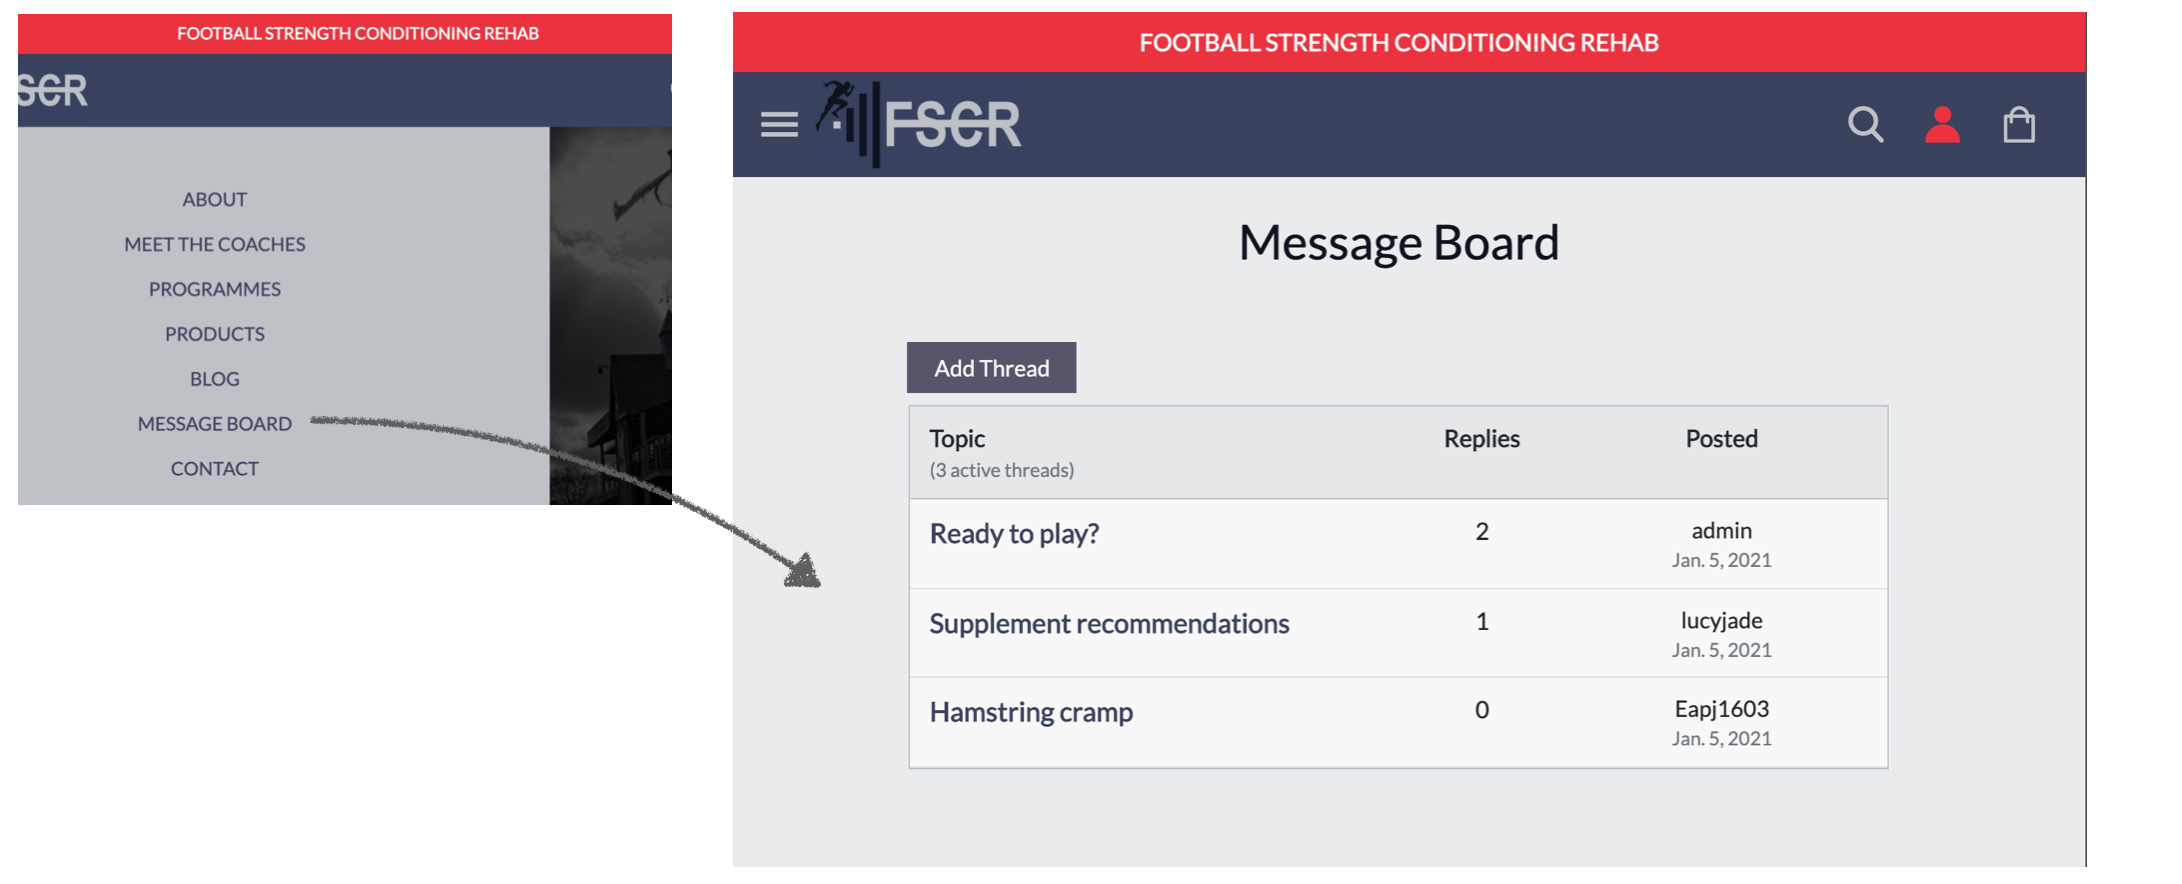 FOOTBALL STRENGTH CONDITIONING REHAB
SCR
ABOUT
MEET THE COACHES
PROGRAMMES
PRODUCTS
BLOG
MESSAGE BOARD
CONTACT
FOOTBALL STRENGTH CONDITIONING REHAB
FSCR
Message Board
Add Thread
Topic Replies Posted
(3 active threads)
Ready to play? 2 admin
Jan. 5, 2021
Supplement recommendations 1 lucyjade
Jan. 5, 2021
Hamstring cramp 0 Eapj1603
Jan. 5, 2021